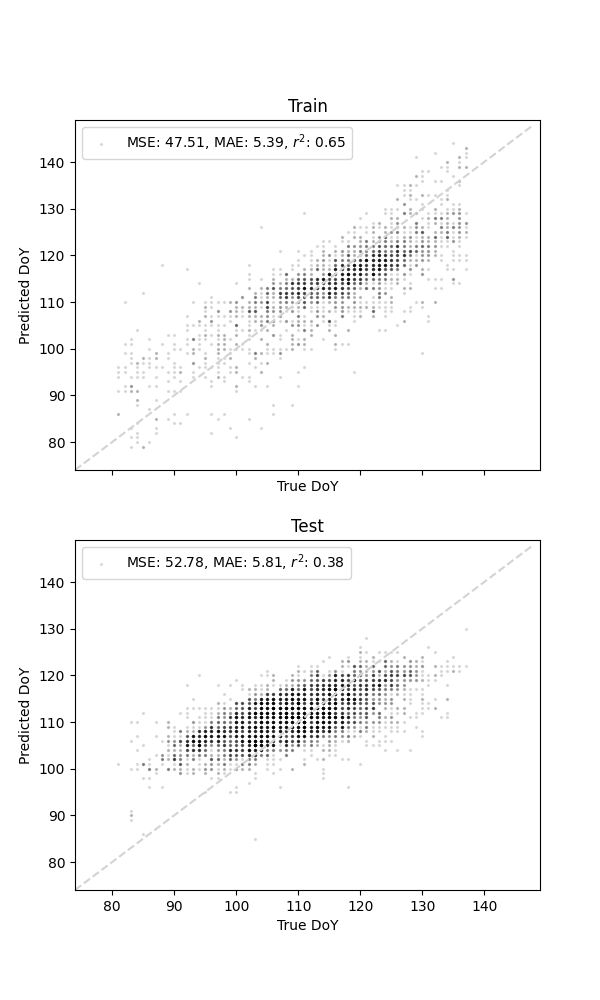 Train
MSE: 47.51, MAE: 5.39, r²: 0.65
140
130
120
110
100
90
80
Predicted DoY
True DoY
Test
MSE: 52.78, MAE: 5.81, r²: 0.38
140
130
120
110
100
90
80
Predicted DoY
80 90 100 110 120 130 140
True DoY